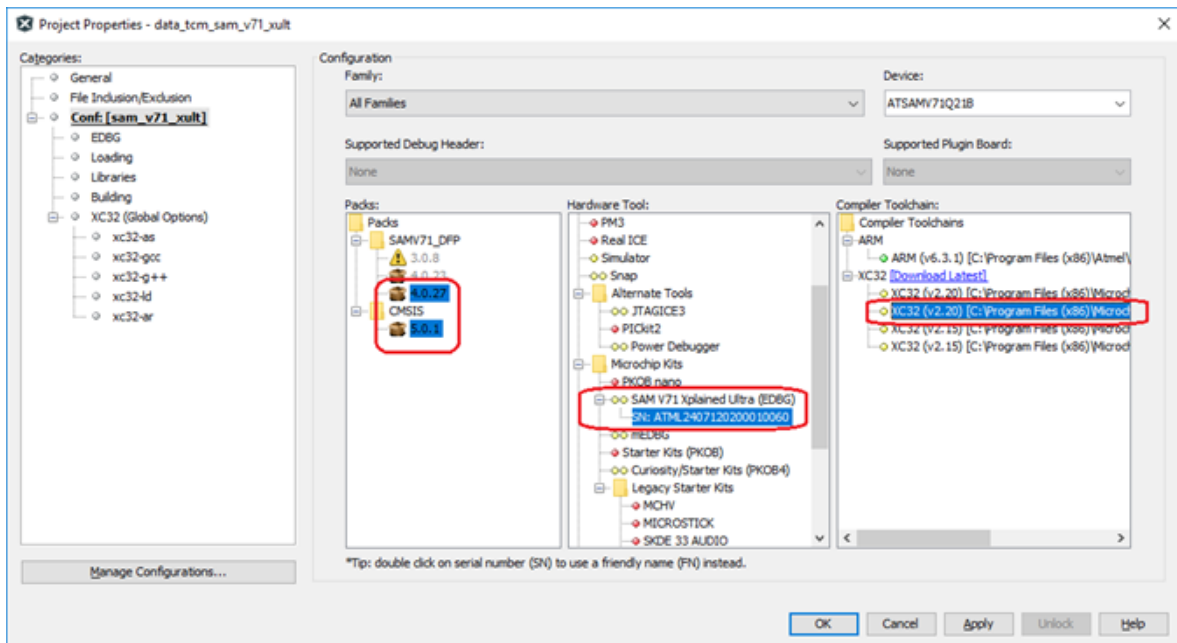 Project Properties - data_tcm_sam_v71_xult
Categories:
General
File Inclusion/Exclusion
Conf: [sam_v71_xult]
EDBG
Loading
Libraries
Building
XC32 (Global Options)
xc32-as
xc32-gcc
xc32-g++
xc32-ld
xc32-ar
Manage Configurations...
Configuration
Family:
All Families
Device:
ATSAMV71Q21B
Supported Debug Header:
None
Supported Plugin Board:
None
Packs:
Packs
SAMV71_DFP
3.0.8
4.0.23
4.0.27
CMSIS
5.0.1
Hardware Tool:
PM3
Real ICE
Simulator
Snap
Alternate Tools
JTAGICE3
PICkit2
Power Debugger
Microchip Kits
PKOB nano
SAM V71 Xplained Ultra (EDBG)
SN: ATML2407120200010060
mEDBG
Starter Kits (PKOB)
Curiosity/Starter Kits (PKOB4)
Legacy Starter Kits
MCHV
MICROSTICK
SKDE 33 AUDIO
Compiler Toolchain:
Compiler Toolchains
ARM
ARM (v6.3.1) [C:\Program Files (x86)\Atmel\
XC32 [Download Latest]
XC32 (v2.20) [C:\Program Files (x86)\Microch
XC32 (v2.20) [C:\Program Files (x86)\Microch
XC32 (v2.15) [C:\Program Files (x86)\Microch
XC32 (v2.15) [C:\Program Files (x86)\Microch
*Tip: double click on serial number (SN) to use a friendly name (FN) instead.
OK
Cancel
Apply
Unlock
Help